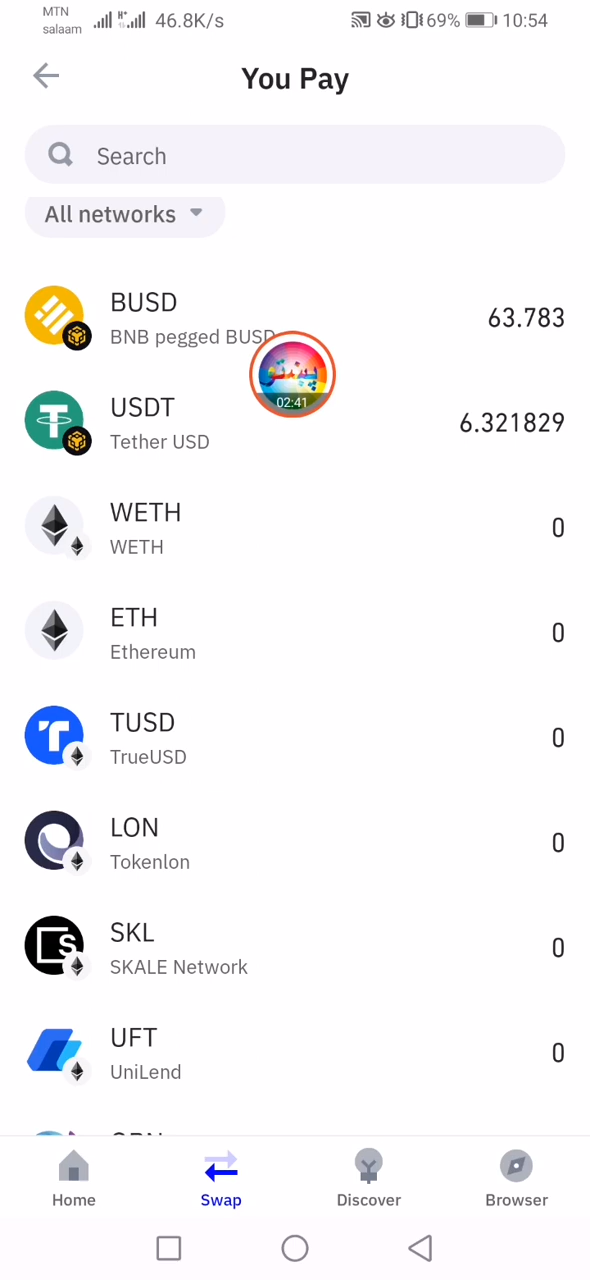 MTN
salaam
46.8K/s
69%
10:54
You Pay
Search
All networks
BUSD
BNB pegged BUSD
63.783
پښتو
02:41
USDT
Tether USD
6.321829
WETH
WETH
0
ETH
Ethereum
0
TUSD
TrueUSD
0
LON
Tokenlon
0
SKL
SKALE Network
0
UFT
UniLend
0
Home
Swap
Discover
Browser